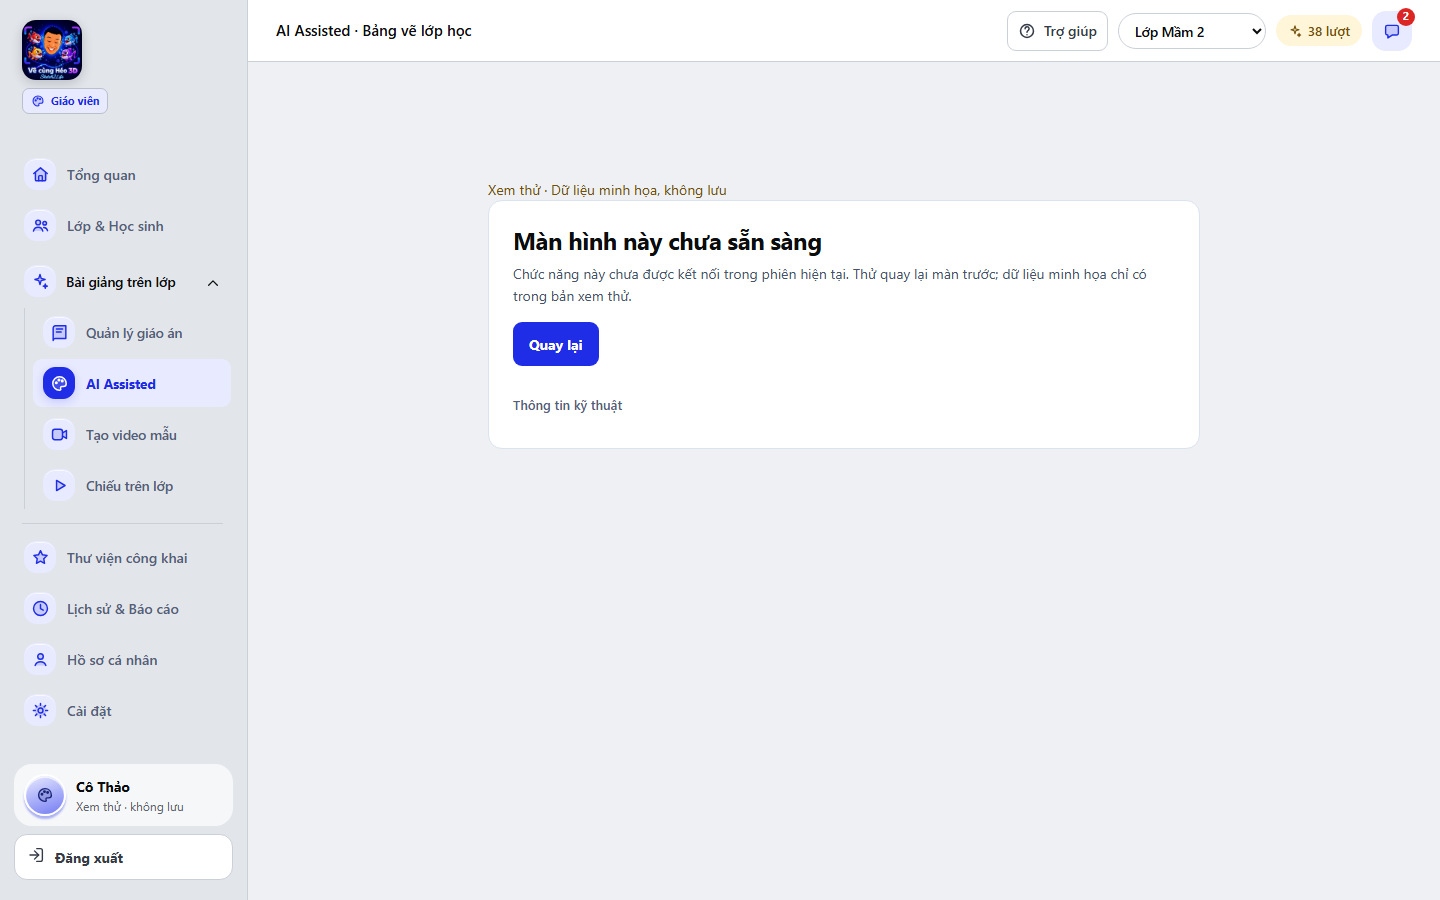 Vẽ cùng Héo 3D
Giáo viên
Tổng quan
Lớp & Học sinh
Bài giảng trên lớp
Quản lý giáo án
AI Assisted
Tạo video mẫu
Chiếu trên lớp
Thư viện công khai
Lịch sử & Báo cáo
Hồ sơ cá nhân
Cài đặt
Cô Thảo
Xem thử · không lưu
Đăng xuất
AI Assisted · Bảng vẽ lớp học
Trợ giúp
Lớp Mầm 2
38 lượt
2
Xem thử · Dữ liệu minh họa, không lưu
Màn hình này chưa sẵn sàng
Chức năng này chưa được kết nối trong phiên hiện tại. Thử quay lại màn trước; dữ liệu minh họa chỉ có
trong bản xem thử.
Quay lại
Thông tin kỹ thuật